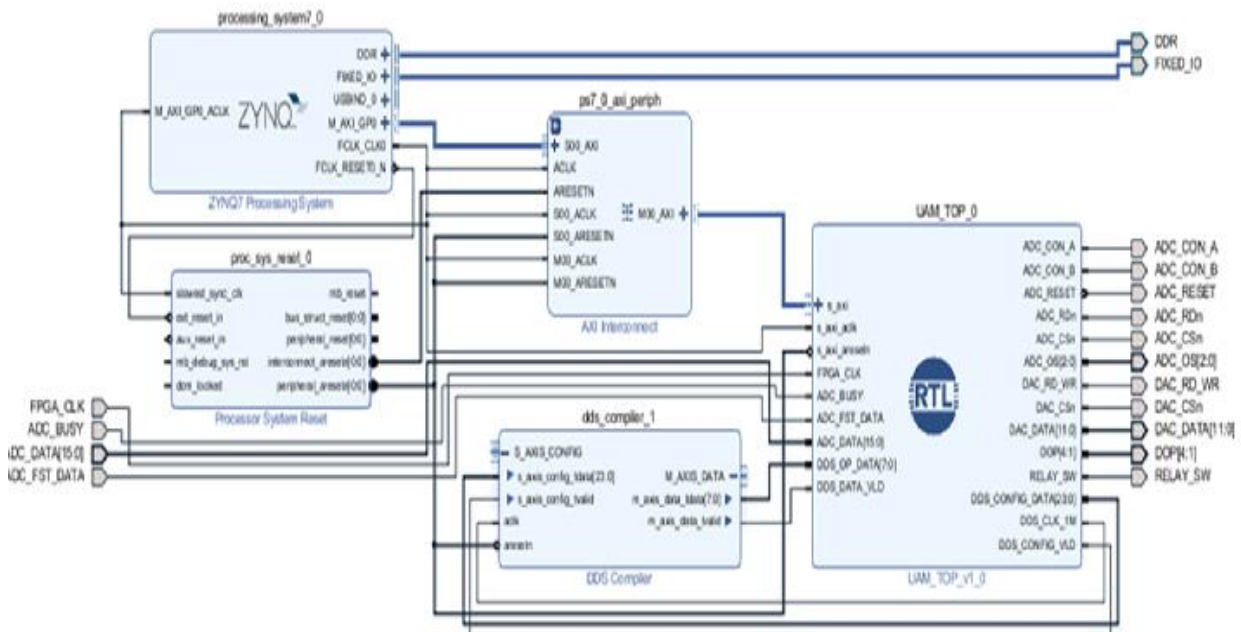 processing_system7_0
DDR
FIXED_IO
USBIND_0
M_AXI_GP0
FCLK_CLK0
FCLK_RESET0_N
M_AXI_GP0_ACLK
ZYNQ
ZYNQ7 Processing System
DDR
FIXED_IO
ps7_0_axi_periph
S00_AXI
ACLK
ARESETN
S00_ACLK
S00_ARESETN
M00_ACLK
M00_ARESETN
M00_AXI
AXI Interconnect
proc_sys_reset_0
slowest_sync_clk
ext_reset_in
aux_reset_in
mb_debug_sys_rst
dcm_locked
mb_reset
bus_struct_reset[0:0]
peripheral_reset[0:0]
interconnect_aresetn[0:0]
peripheral_aresetn[0:0]
Processor System Reset
FPGA_CLK
ADC_BUSY
DC_DATA[15:0]
DC_FST_DATA
dds_compiler_1
S_AXIS_CONFIG
s_axis_config_tdata[23:0]
s_axis_config_tvalid
aclk
aresetn
M_AXIS_DATA
m_axis_data_tdata[7:0]
m_axis_data_tvalid
DDS Compiler
UAM_TOP_0
s_axi
s_axi_aclk
s_axi_aresetn
FPGA_CLK
ADC_BUSY
ADC_FST_DATA
ADC_DATA[15:0]
DDS_OP_DATA[7:0]
DDS_DATA_VLD
RTL
ADC_CON_A
ADC_CON_B
ADC_RESET
ADC_RDn
ADC_CSn
ADC_OS[2:0]
DAC_RD_WR
DAC_CSn
DAC_DATA[11:0]
DOP[4:1]
RELAY_SW
DDS_CONFIG_DATA[23:0]
DDS_CLK_1M
DDS_CONFIG_VLD
UAM_TOP_v1_0
ADC_CON_A
ADC_CON_B
ADC_RESET
ADC_RDn
ADC_CSn
ADC_OS[2:0]
DAC_RD_WR
DAC_CSn
DAC_DATA[11:0]
DOP[4:1]
RELAY_SW